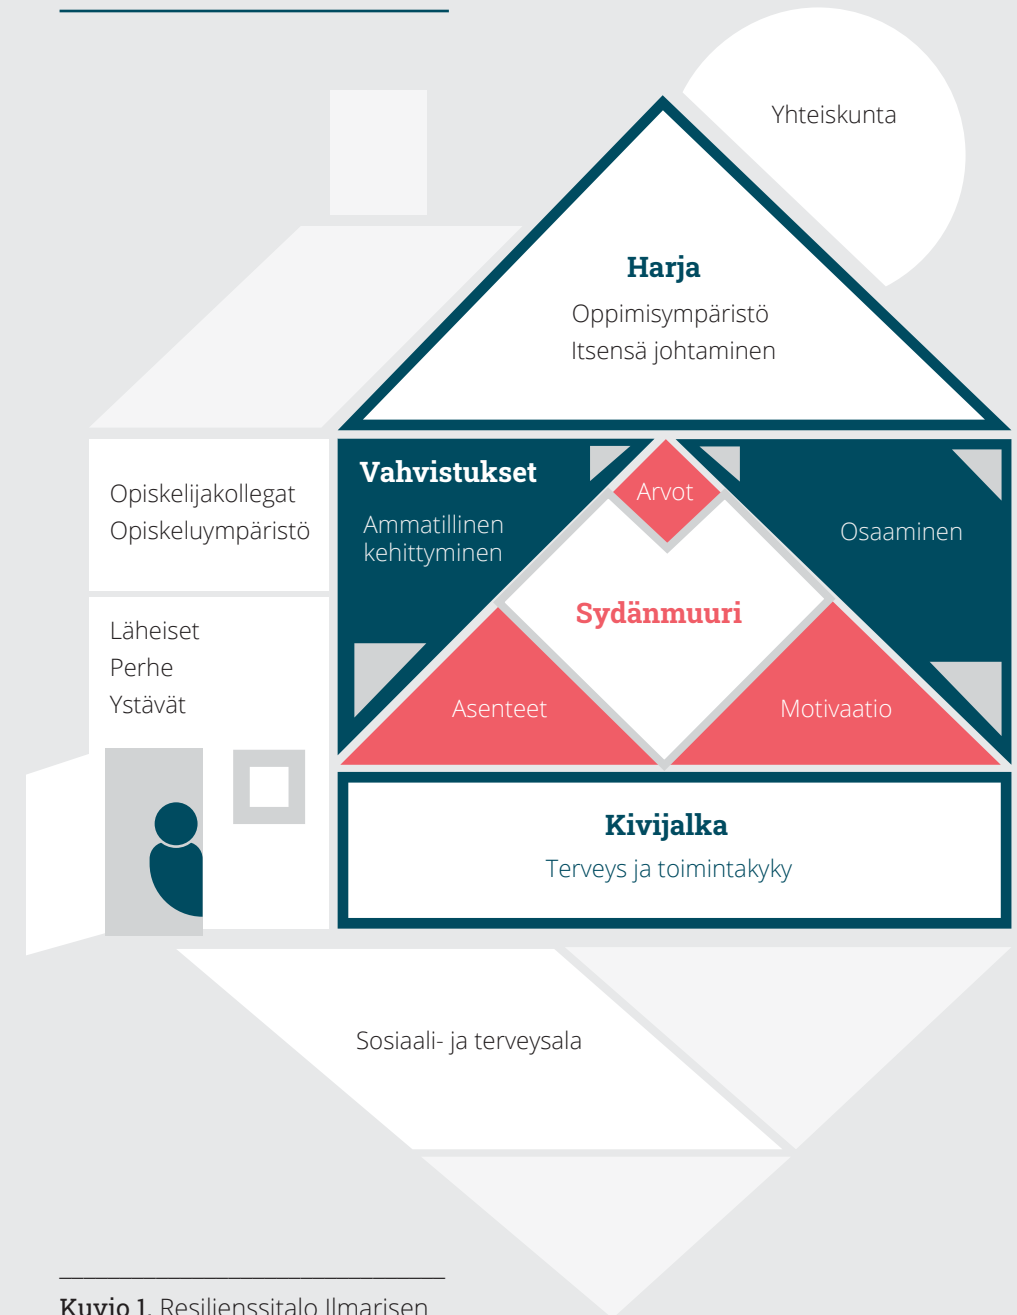 Yhteiskunta
Harja
Oppimisympäristö
Itsensä johtaminen
Opiskelijakollegat
Opiskeluympäristö
Läheiset
Perhe
Ystävät
Vahvistukset
Ammatillinen
kehittyminen
Arvot
Osaaminen
Sydänmuuri
Asenteet
Motivaatio
Kivijalka
Terveys ja toimintakyky
Sosiaali- ja terveysala
Kuvio 1. Resilienssitalo Ilmarisen